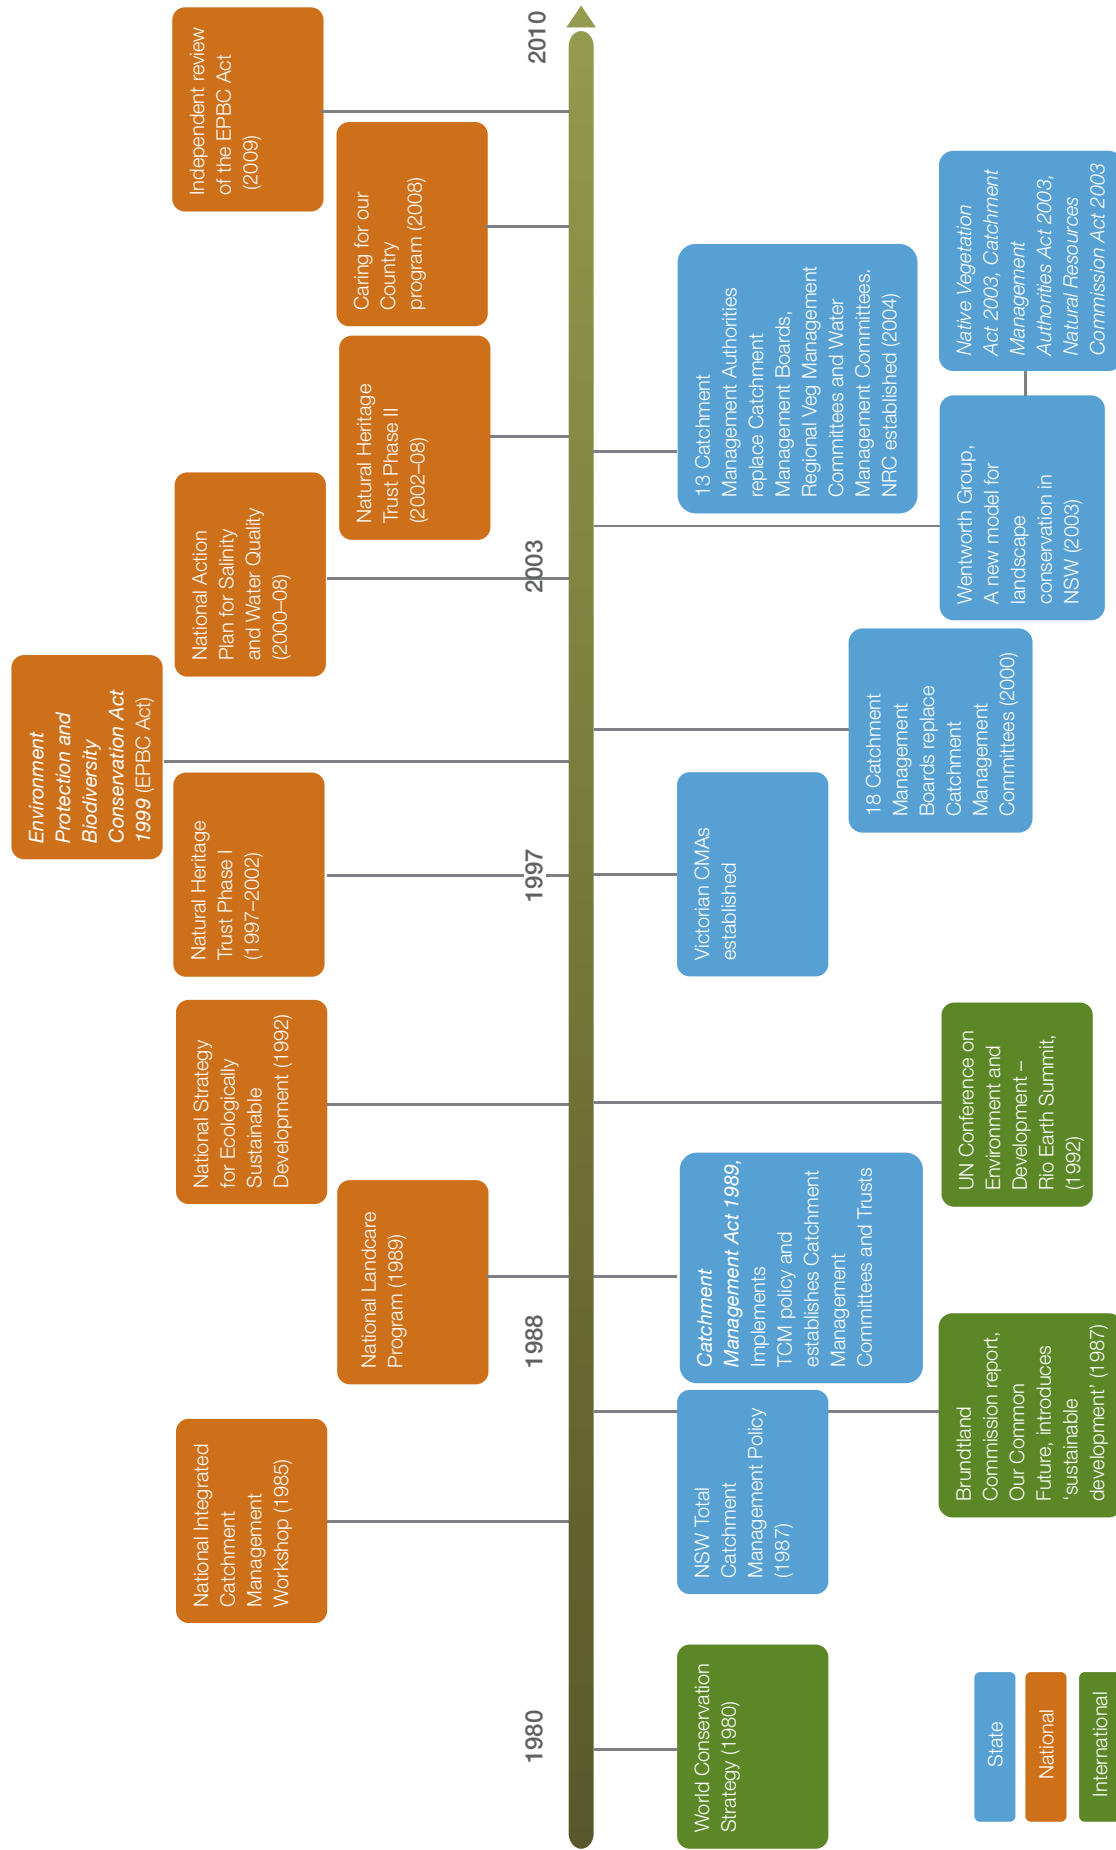 Environment
Protection and
Biodiversity
Conservation Act
1999 (EPBC Act)
National Integrated
Catchment
Management
Workshop (1985)
National Strategy
for Ecologically
Sustainable
Development (1992)
Natural Heritage
Trust Phase I
(1997–2002)
National Action
Plan for Salinity
and Water Quality
(2000–08)
Independent review
of the EPBC Act
(2009)
National Landcare
Program (1989)
Natural Heritage
Trust Phase II
(2002–08)
Caring for our
Country
program (2008)
1980
1988
1997
2003
2010
World Conservation
Strategy (1980)
NSW Total
Catchment
Management Policy
(1987)
Catchment
Management Act 1989,
Implements
TCM policy and
establishes Catchment
Management
Committees and Trusts
Victorian CMAs
established
13 Catchment
Management Authorities
replace Catchment
Management Boards,
Regional Veg Management
Committees and Water
Management Committees.
NRC established (2004)
18 Catchment
Management
Boards replace
Catchment
Management
Committees (2000)
Brundtland
Commission report,
Our Common
Future, introduces
‘sustainable
development’ (1987)
UN Conference on
Environment and
Development –
Rio Earth Summit,
(1992)
Wentworth Group,
A new model for
landscape
conservation in
NSW (2003)
Native Vegetation
Act 2003, Catchment
Management
Authorities Act 2003,
Natural Resources
Commission Act 2003
State
National
International